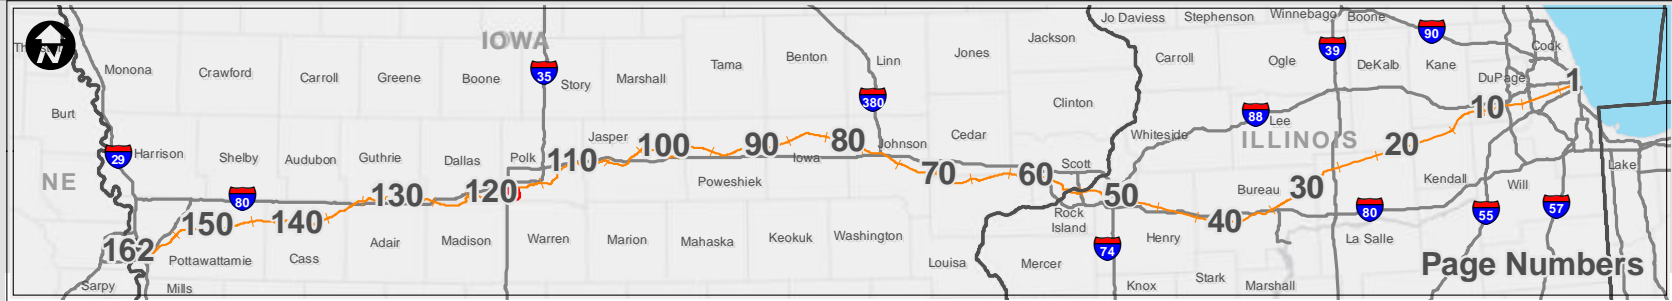 Jo Daviess
Stephenson
Winnebago
Boone
IOWA
Jackson
90
39
Cook
N
Monona
Crawford
Carroll
Greene
Boone
35
Story
Marshall
Tama
Benton
Linn
Jones
Carroll
Ogle
DeKalb
Kane
DuPage
1
380
Clinton
10
Burt
88
Lee
Whiteside
ILLINOIS
20
Jasper
100
90
80
Johnson
Cedar
29
Harrison
Shelby
Audubon
Guthrie
Dallas
Polk
110
Iowa
Scott
Lake
NE
80
130
120
Poweshiek
70
60
50
Bureau
30
Kendall
Will
150
140
Rock
Island
40
80
55
57
162
Adair
Madison
Warren
Marion
Mahaska
Keokuk
Washington
Henry
74
La Salle
Pottawattamie
Cass
Louisa
Mercer
Page Numbers
Sarpy
Mills
Knox
Stark
Marshall